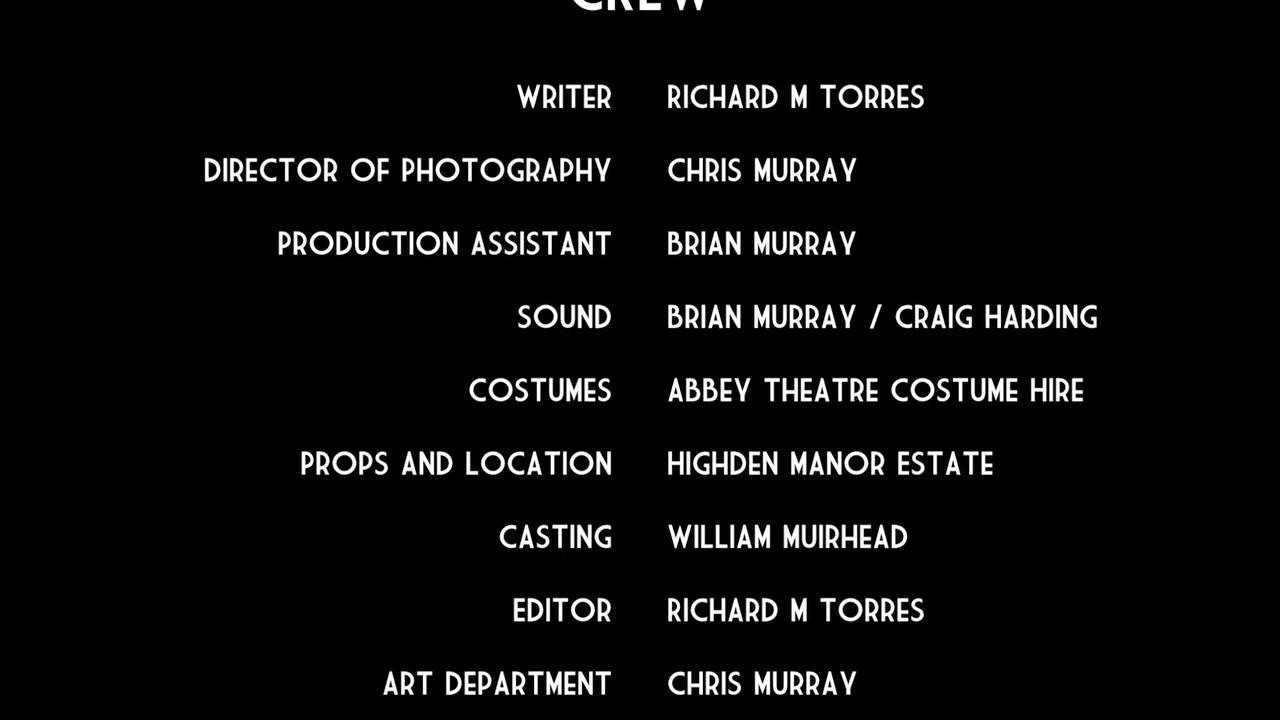 CREW
WRITER RICHARD M TORRES
DIRECTOR OF PHOTOGRAPHY CHRIS MURRAY
PRODUCTION ASSISTANT BRIAN MURRAY
SOUND BRIAN MURRAY / CRAIG HARDING
COSTUMES ABBEY THEATRE COSTUME HIRE
PROPS AND LOCATION HIGHDEN MANOR ESTATE
CASTING WILLIAM MUIRHEAD
EDITOR RICHARD M TORRES
ART DEPARTMENT CHRIS MURRAY